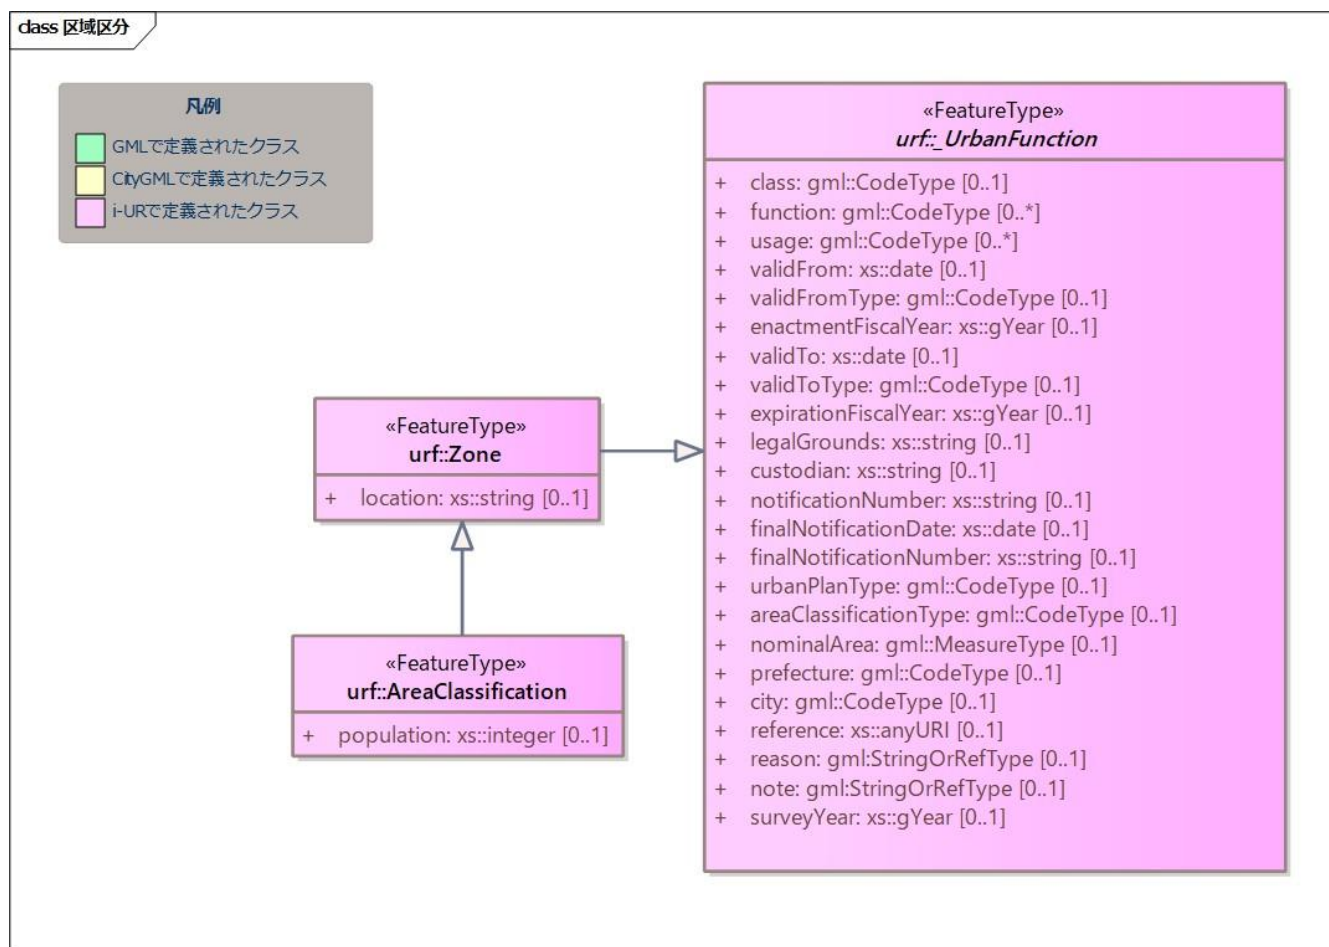 class 区域区分
凡例
GMLで定義されたクラス
CityGMLで定義されたクラス
i-URで定義されたクラス
«FeatureType»
urf::_UrbanFunction
+ class: gml::CodeType [0..1]
+ function: gml::CodeType [0..*]
+ usage: gml::CodeType [0..*]
+ validFrom: xs::date [0..1]
+ validFromType: gml::CodeType [0..1]
+ enactmentFiscalYear: xs::gYear [0..1]
+ validTo: xs::date [0..1]
+ validToType: gml::CodeType [0..1]
+ expirationFiscalYear: xs::gYear [0..1]
+ legalGrounds: xs::string [0..1]
+ custodian: xs::string [0..1]
+ notificationNumber: xs::string [0..1]
+ finalNotificationDate: xs::date [0..1]
+ finalNotificationNumber: xs::string [0..1]
+ urbanPlanType: gml::CodeType [0..1]
+ areaClassificationType: gml::CodeType [0..1]
+ nominalArea: gml::MeasureType [0..1]
+ prefecture: gml::CodeType [0..1]
+ city: gml::CodeType [0..1]
+ reference: xs::anyURI [0..1]
+ reason: gml:StringOrRefType [0..1]
+ note: gml:StringOrRefType [0..1]
+ surveyYear: xs::gYear [0..1]
«FeatureType»
urf::Zone
+ location: xs::string [0..1]
«FeatureType»
urf::AreaClassification
+ population: xs::integer [0..1]